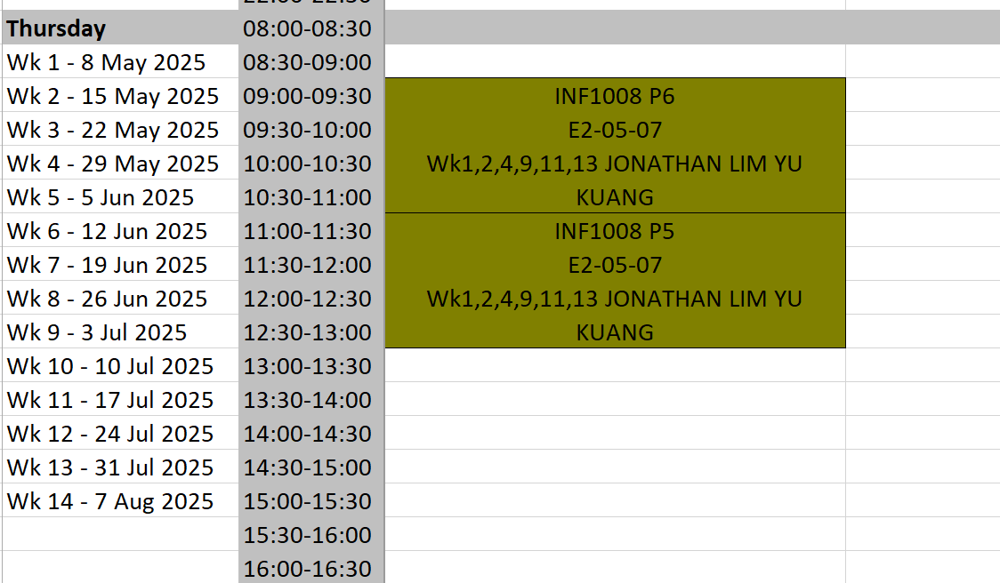 22:00-22:30
Thursday 08:00-08:30
Wk 1 - 8 May 2025 08:30-09:00
Wk 2 - 15 May 2025 09:00-09:30 INF1008 P6
Wk 3 - 22 May 2025 09:30-10:00 E2-05-07
Wk 4 - 29 May 2025 10:00-10:30 Wk1,2,4,9,11,13 JONATHAN LIM YU
Wk 5 - 5 Jun 2025 10:30-11:00 KUANG
Wk 6 - 12 Jun 2025 11:00-11:30 INF1008 P5
Wk 7 - 19 Jun 2025 11:30-12:00 E2-05-07
Wk 8 - 26 Jun 2025 12:00-12:30 Wk1,2,4,9,11,13 JONATHAN LIM YU
Wk 9 - 3 Jul 2025 12:30-13:00 KUANG
Wk 10 - 10 Jul 2025 13:00-13:30
Wk 11 - 17 Jul 2025 13:30-14:00
Wk 12 - 24 Jul 2025 14:00-14:30
Wk 13 - 31 Jul 2025 14:30-15:00
Wk 14 - 7 Aug 2025 15:00-15:30
15:30-16:00
16:00-16:30